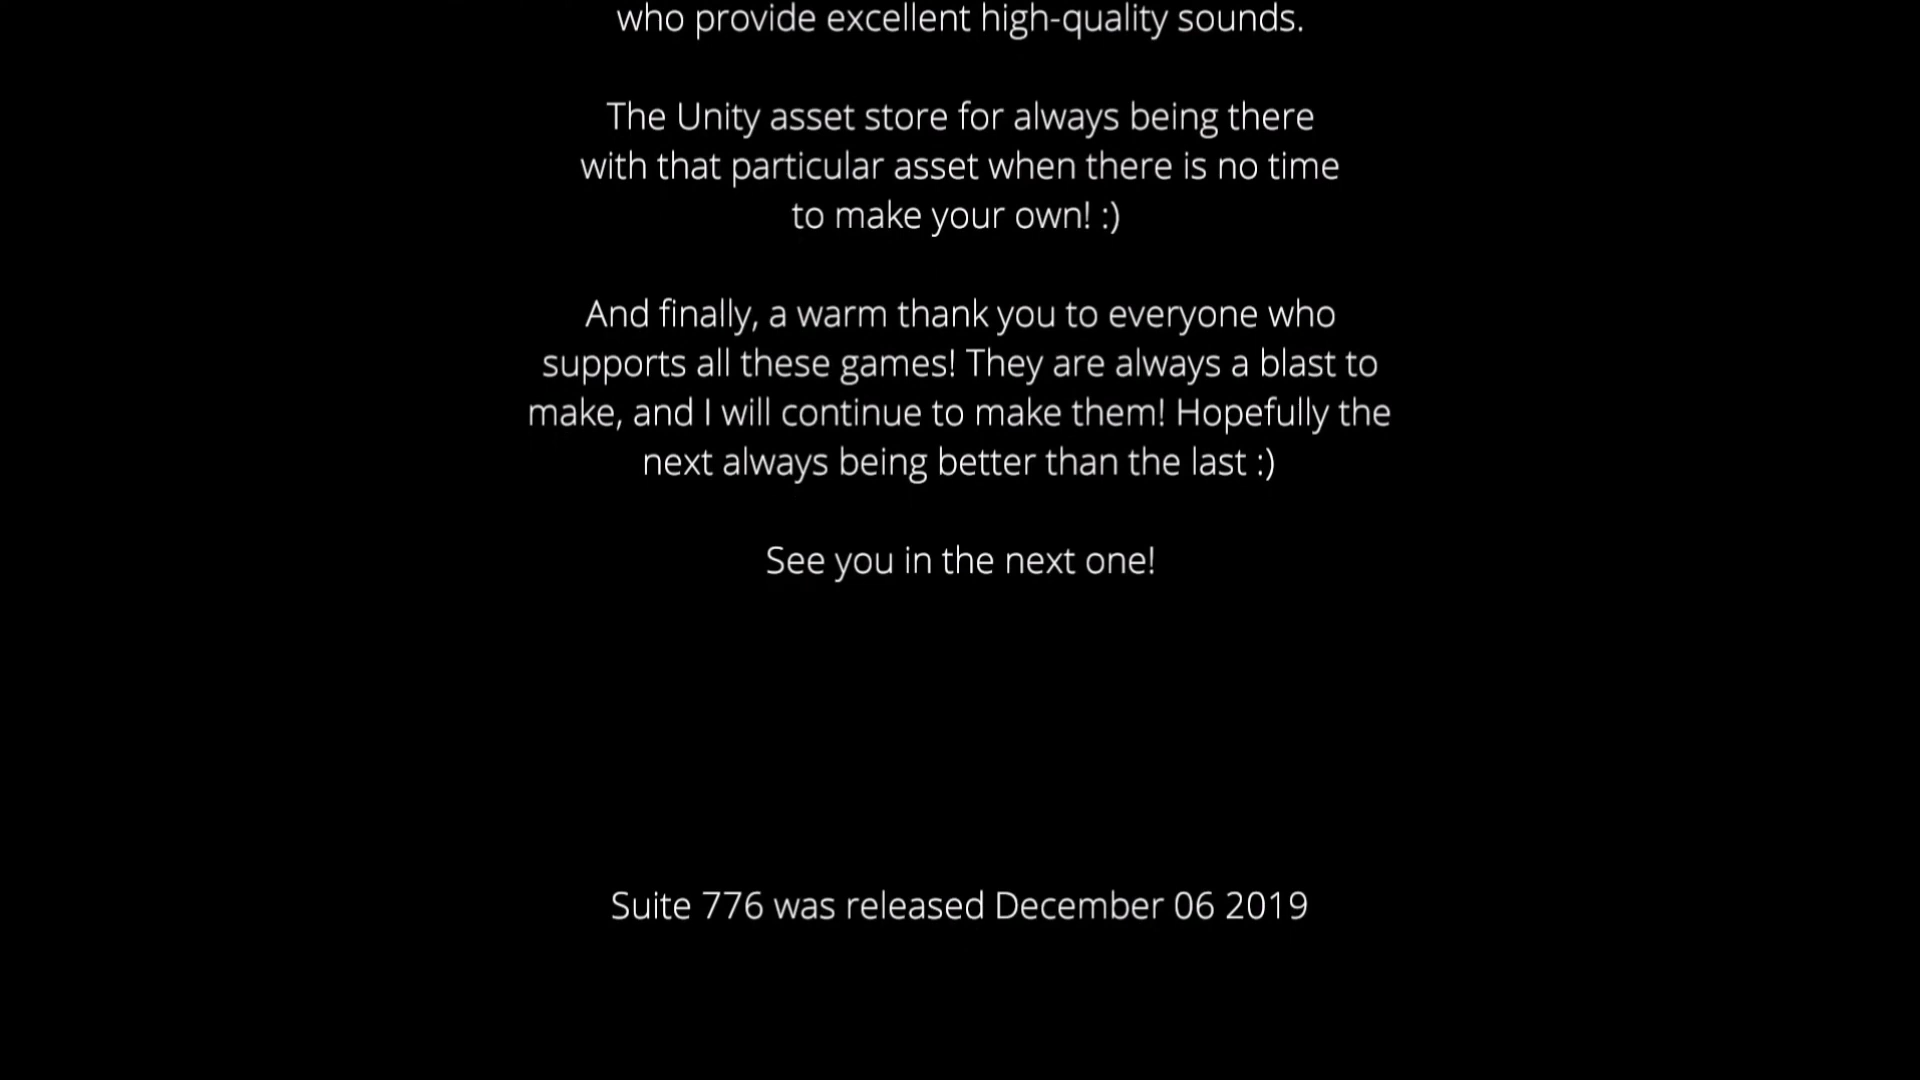 who provide excellent high-quality sounds.
The Unity asset store for always being there
with that particular asset when there is no time
to make your own! :)
And finally, a warm thank you to everyone who
supports all these games! They are always a blast to
make, and I will continue to make them! Hopefully the
next always being better than the last :)
See you in the next one!
Suite 776 was released December 06 2019